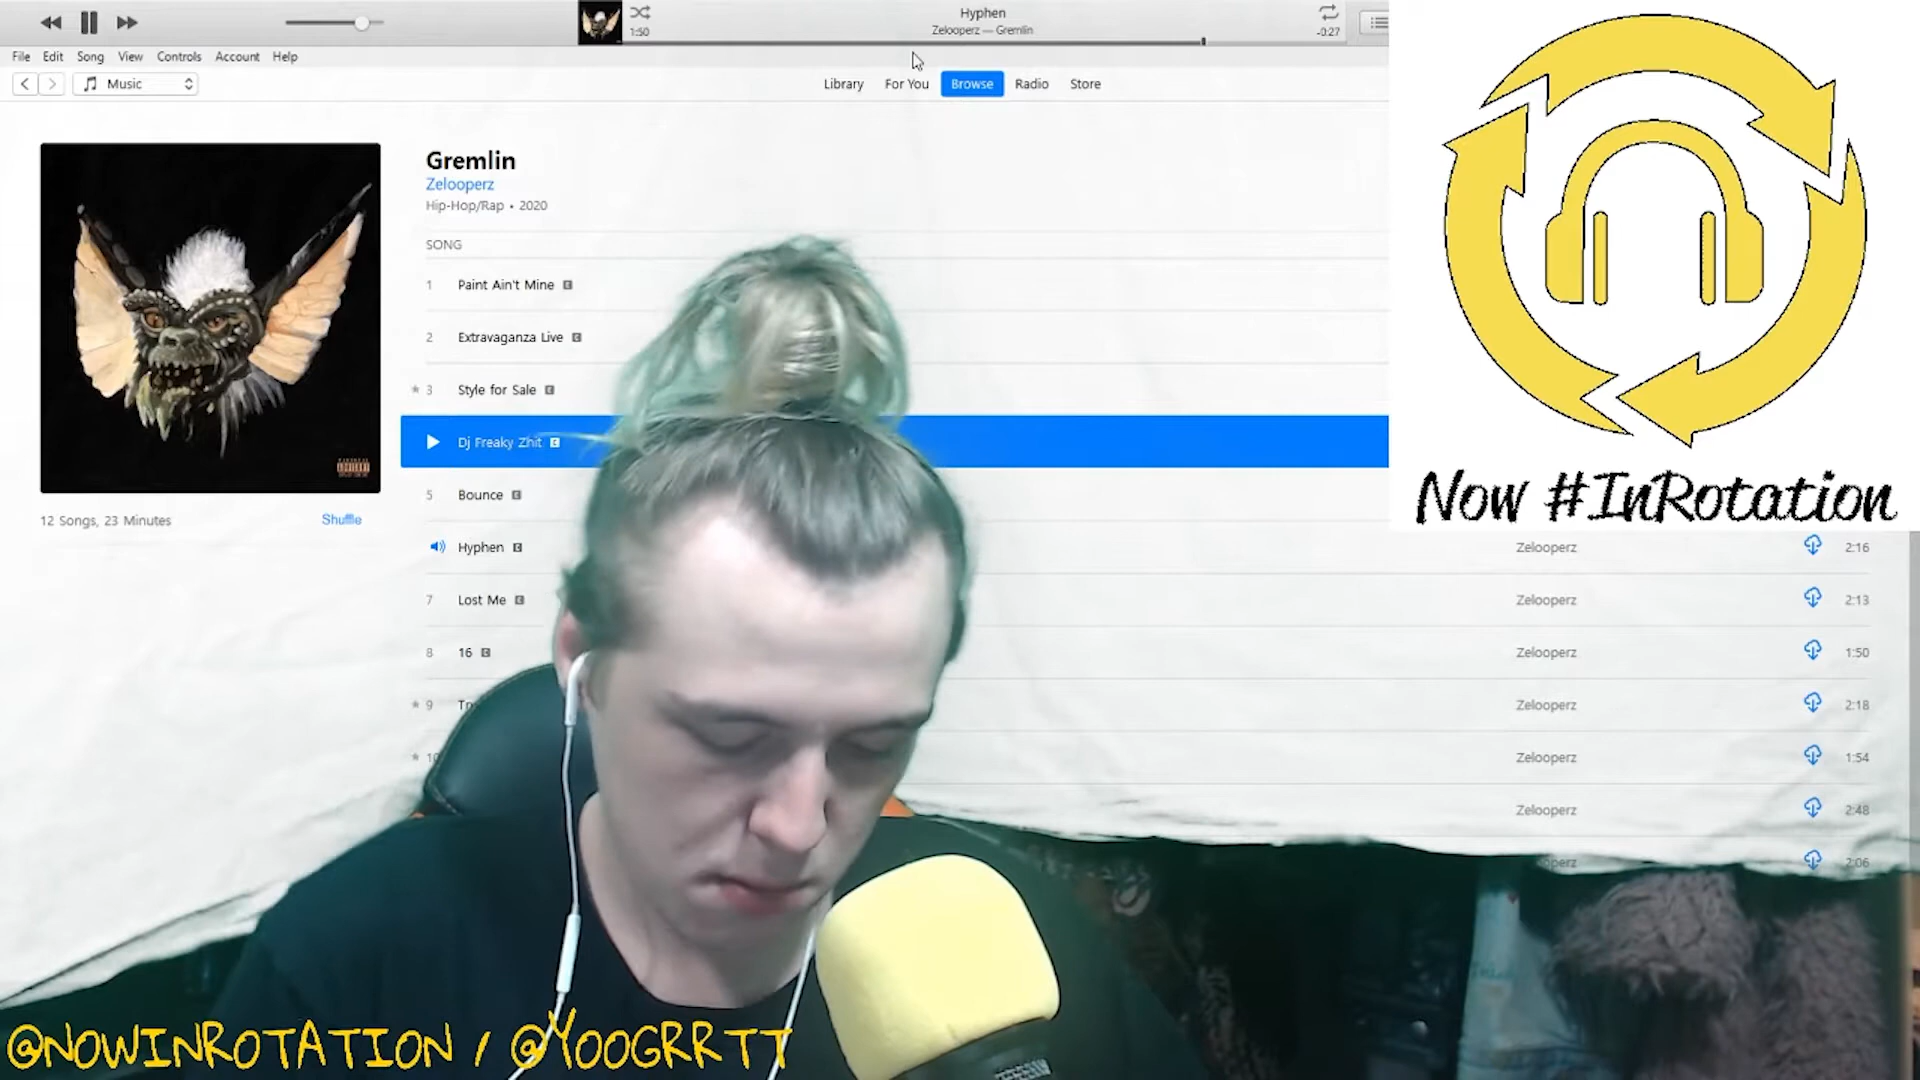 Hyphen
Zelooperz — Gremlin
1:50
-0:27
File Edit Song View Controls Account Help
Music
Library For You Browse Radio Store
Gremlin
Zelooperz
Hip-Hop/Rap • 2020
SONG
1 Paint Ain't Mine E
2 Extravaganza Live E
3 Style for Sale E
Dj Freaky Zhit E
5 Bounce E
Hyphen E Zelooperz 2:16
7 Lost Me E Zelooperz 2:13
8 16 E Zelooperz 1:50
9 Zelooperz 2:18
10 Zelooperz 1:54
Zelooperz 2:48
2:06
12 Songs, 23 Minutes
Shuffle
Now #InRotation
@NOWINROTATION / @YOOGRRTT